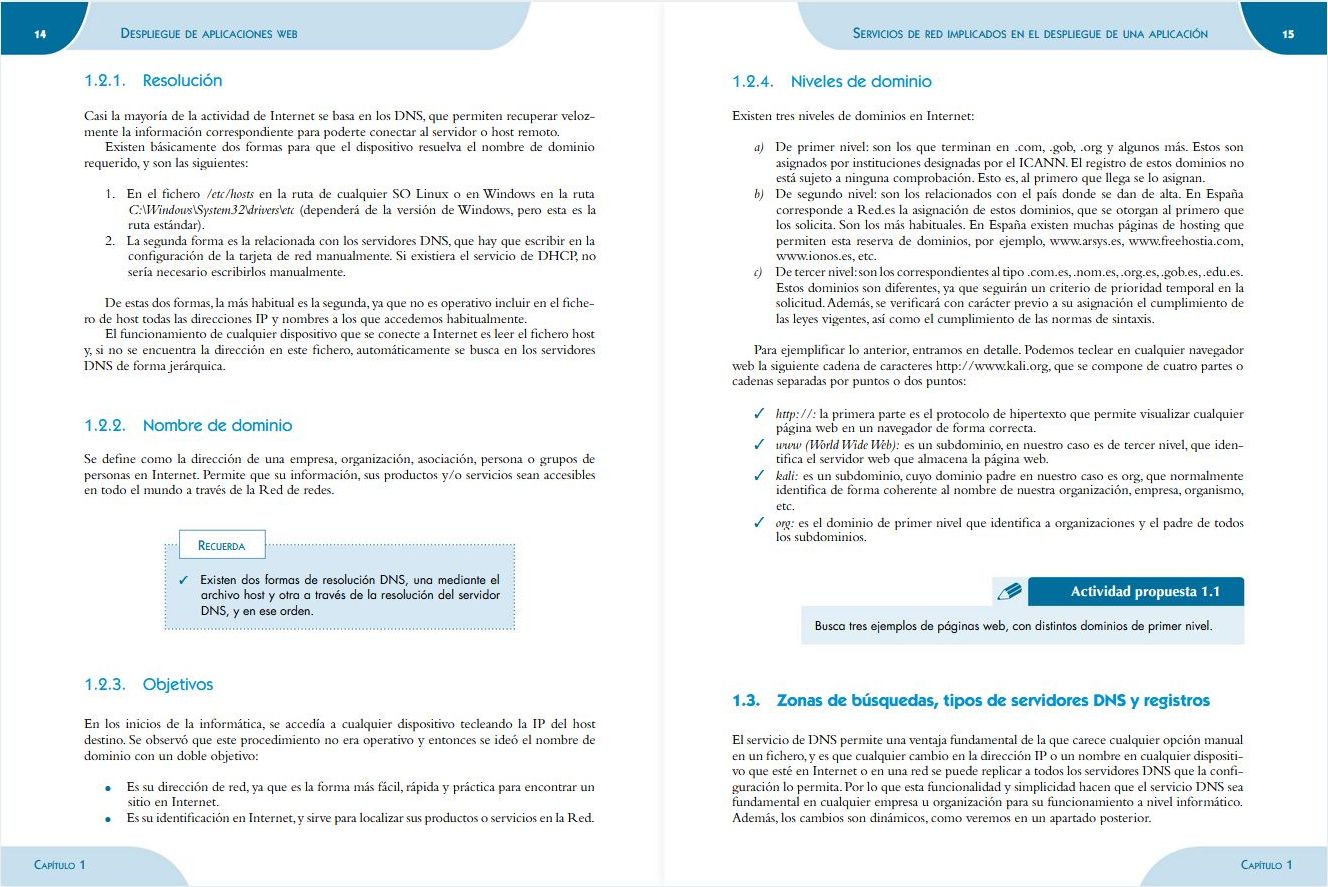 14
DESPLIEGUE DE APLICACIONES WEB
1.2.1. Resolución
Casi la mayoría de la actividad de Internet se basa en los DNS, que permiten recuperar veloz-
mente la información correspondiente para poderte conectar al servidor o host remoto.
Existen básicamente dos formas para que el dispositivo resuelva el nombre de dominio
requerido, y son las siguientes:
1. En el fichero /etc/hosts en la ruta de cualquier SO Linux o en Windows en la ruta
C:\Windows\System32\drivers\etc (dependerá de la versión de Windows, pero esta es la
ruta estándar).
2. La segunda forma es la relacionada con los servidores DNS, que hay que escribir en la
configuración de la tarjeta de red manualmente. Si existiera el servicio de DHCP, no
sería necesario escribirlos manualmente.
De estas dos formas, la más habitual es la segunda, ya que no es operativo incluir en el fiche-
ro de host todas las direcciones IP y nombres a los que accedemos habitualmente.
El funcionamiento de cualquier dispositivo que se conecte a Internet es leer el fichero host
y, si no se encuentra la dirección en este fichero, automáticamente se busca en los servidores
DNS de forma jerárquica.
1.2.2. Nombre de dominio
Se define como la dirección de una empresa, organización, asociación, persona o grupos de
personas en Internet. Permite que su información, sus productos y/o servicios sean accesibles
en todo el mundo a través de la Red de redes.
RECUERDA
✓ Existen dos formas de resolución DNS, una mediante el
archivo host y otra a través de la resolución del servidor
DNS, y en ese orden.
1.2.3. Objetivos
En los inicios de la informática, se accedía a cualquier dispositivo tecleando la IP del host
destino. Se observó que este procedimiento no era operativo y entonces se ideó el nombre de
dominio con un doble objetivo:
• Es su dirección de red, ya que es la forma más fácil, rápida y práctica para encontrar un
sitio en Internet.
• Es su identificación en Internet, y sirve para localizar sus productos o servicios en la Red.
CAPÍTULO 1
SERVICIOS DE RED IMPLICADOS EN EL DESPLIEGUE DE UNA APLICACIÓN
15
1.2.4. Niveles de dominio
Existen tres niveles de dominios en Internet:
a) De primer nivel: son los que terminan en .com, .gob, .org y algunos más. Estos son
asignados por instituciones designadas por el ICANN. El registro de estos dominios no
está sujeto a ninguna comprobación. Esto es, al primero que llega se lo asignan.
b) De segundo nivel: son los relacionados con el país donde se dan de alta. En España
corresponde a Red.es la asignación de estos dominios, que se otorgan al primero que
los solicita. Son los más habituales. En España existen muchas páginas de hosting que
permiten esta reserva de dominios, por ejemplo, www.arsys.es, www.freehostia.com,
www.ionos.es, etc.
c) De tercer nivel: son los correspondientes al tipo .com.es, .nom.es, .org.es, .gob.es, .edu.es.
Estos dominios son diferentes, ya que seguirán un criterio de prioridad temporal en la
solicitud. Además, se verificará con carácter previo a su asignación el cumplimiento de
las leyes vigentes, así como el cumplimiento de las normas de sintaxis.
Para ejemplificar lo anterior, entramos en detalle. Podemos teclear en cualquier navegador
web la siguiente cadena de caracteres http://www.kali.org, que se compone de cuatro partes o
cadenas separadas por puntos o dos puntos:
✓ http://: la primera parte es el protocolo de hipertexto que permite visualizar cualquier
página web en un navegador de forma correcta.
✓ www (World Wide Web): es un subdominio, en nuestro caso es de tercer nivel, que iden-
tifica el servidor web que almacena la página web.
✓ kali: es un subdominio, cuyo dominio padre en nuestro caso es org, que normalmente
identifica de forma coherente al nombre de nuestra organización, empresa, organismo,
etc.
✓ org: es el dominio de primer nivel que identifica a organizaciones y el padre de todos
los subdominios.
Actividad propuesta 1.1
Busca tres ejemplos de páginas web, con distintos dominios de primer nivel.
1.3. Zonas de búsquedas, tipos de servidores DNS y registros
El servicio de DNS permite una ventaja fundamental de la que carece cualquier opción manual
en un fichero, y es que cualquier cambio en la dirección IP o un nombre en cualquier dispositi-
vo que esté en Internet o en una red se puede replicar a todos los servidores DNS que la confi-
guración lo permita. Por lo que esta funcionalidad y simplicidad hacen que el servicio DNS sea
fundamental en cualquier empresa u organización para su funcionamiento a nivel informático.
Además, los cambios son dinámicos, como veremos en un apartado posterior.
CAPÍTULO 1